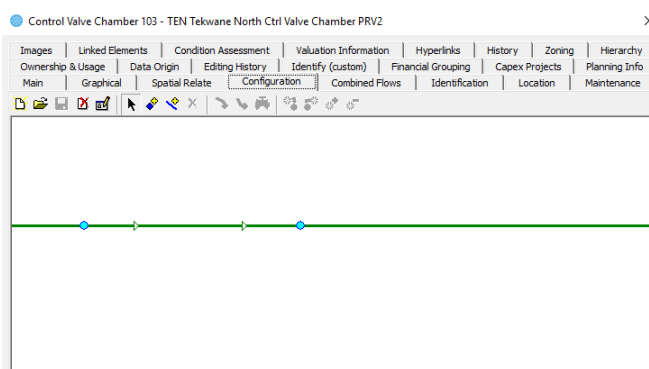 Control Valve Chamber 103 - TEN Tekwane North Ctrl Valve Chamber PRV2
Images Linked Elements Condition Assessment Valuation Information Hyperlinks History Zoning Hierarchy
Ownership & Usage Data Origin Editing History Identify (custom) Financial Grouping Capex Projects Planning Info
Main Graphical Spatial Relate Configuration Combined Flows Identification Location Maintenance